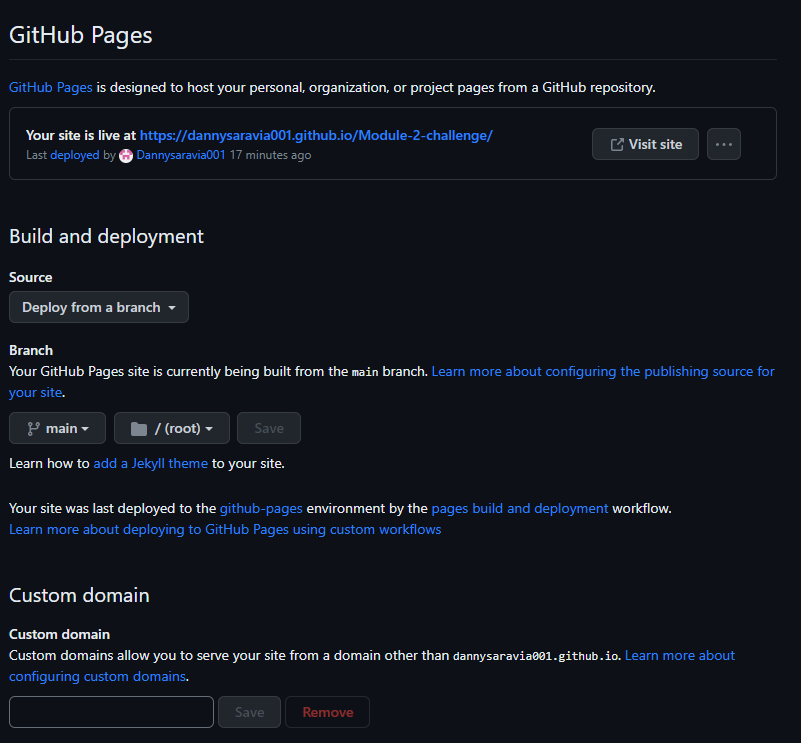 GitHub Pages
GitHub Pages is designed to host your personal, organization, or project pages from a GitHub repository.
Your site is live at https://dannysaravia001.github.io/Module-2-challenge/
Last deployed by Dannysaravia001 17 minutes ago
Visit site
Build and deployment
Source
Deploy from a branch
Branch
Your GitHub Pages site is currently being built from the main branch. Learn more about configuring the publishing source for
your site.
main
/ (root)
Save
Learn how to add a Jekyll theme to your site.
Your site was last deployed to the github-pages environment by the pages build and deployment workflow.
Learn more about deploying to GitHub Pages using custom workflows
Custom domain
Custom domain
Custom domains allow you to serve your site from a domain other than dannysaravia001.github.io. Learn more about
configuring custom domains.
Save
Remove